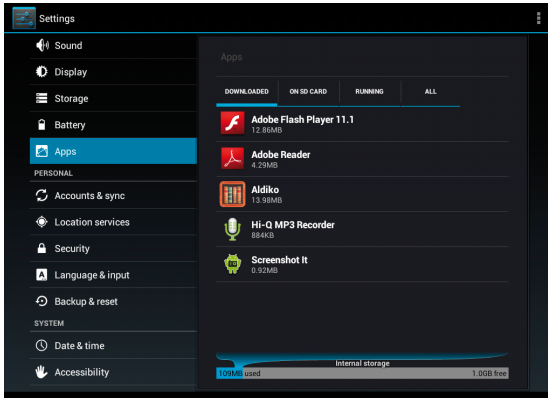 Settings
Sound
Display
Storage
Battery
Apps
PERSONAL
Accounts & sync
Location services
Security
A Language & input
Backup & reset
SYSTEM
Date & time
Accessibility
Apps
DOWNLOADED ON SD CARD RUNNING ALL
Adobe Flash Player 11.1
12.86MB
Adobe Reader
4.29MB
Aldiko
13.98MB
Hi-Q MP3 Recorder
884KB
Screenshot It
0.92MB
Internal storage
109MB used 1.0GB free